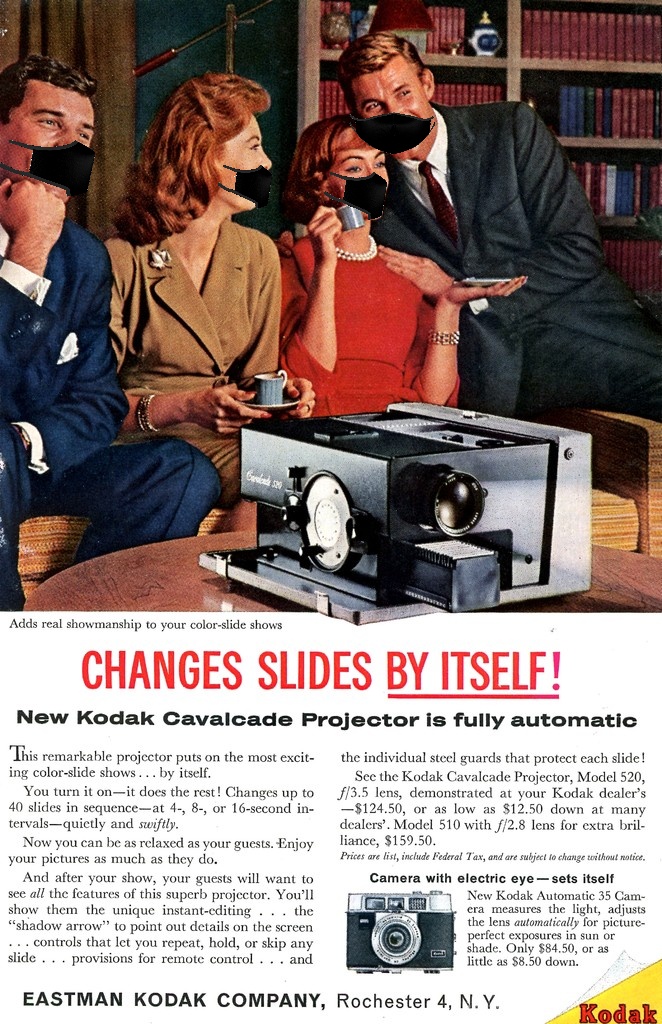 Cavalcade 520
Adds real showmanship to your color-slide shows
CHANGES SLIDES BY ITSELF!
New Kodak Cavalcade Projector is fully automatic
This remarkable projector puts on the most excit-
ing color-slide shows . . . by itself.
You turn it on—it does the rest! Changes up to
40 slides in sequence—at 4-, 8-, or 16-second in-
tervals—quietly and swiftly.
Now you can be as relaxed as your guests. Enjoy
your pictures as much as they do.
And after your show, your guests will want to
see all the features of this superb projector. You'll
show them the unique instant-editing . . . the
"shadow arrow" to point out details on the screen
. . . controls that let you repeat, hold, or skip any
slide . . . provisions for remote control . . . and
the individual steel guards that protect each slide!
See the Kodak Cavalcade Projector, Model 520,
f/3.5 lens, demonstrated at your Kodak dealer's
—$124.50, or as low as $12.50 down at many
dealers'. Model 510 with f/2.8 lens for extra bril-
liance, $159.50.
Prices are list, include Federal Tax, and are subject to change without notice.
Camera with electric eye—sets itself
New Kodak Automatic 35 Cam-
era measures the light, adjusts
the lens automatically for picture-
perfect exposures in sun or
shade. Only $84.50, or as
little as $8.50 down.
EASTMAN KODAK COMPANY, Rochester 4, N. Y.
Kodak